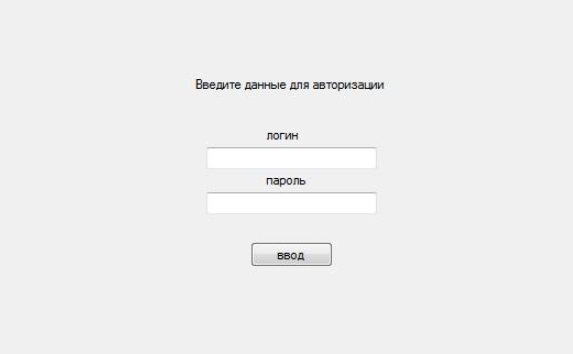 Введите данные для авторизации
логин
пароль
ввод